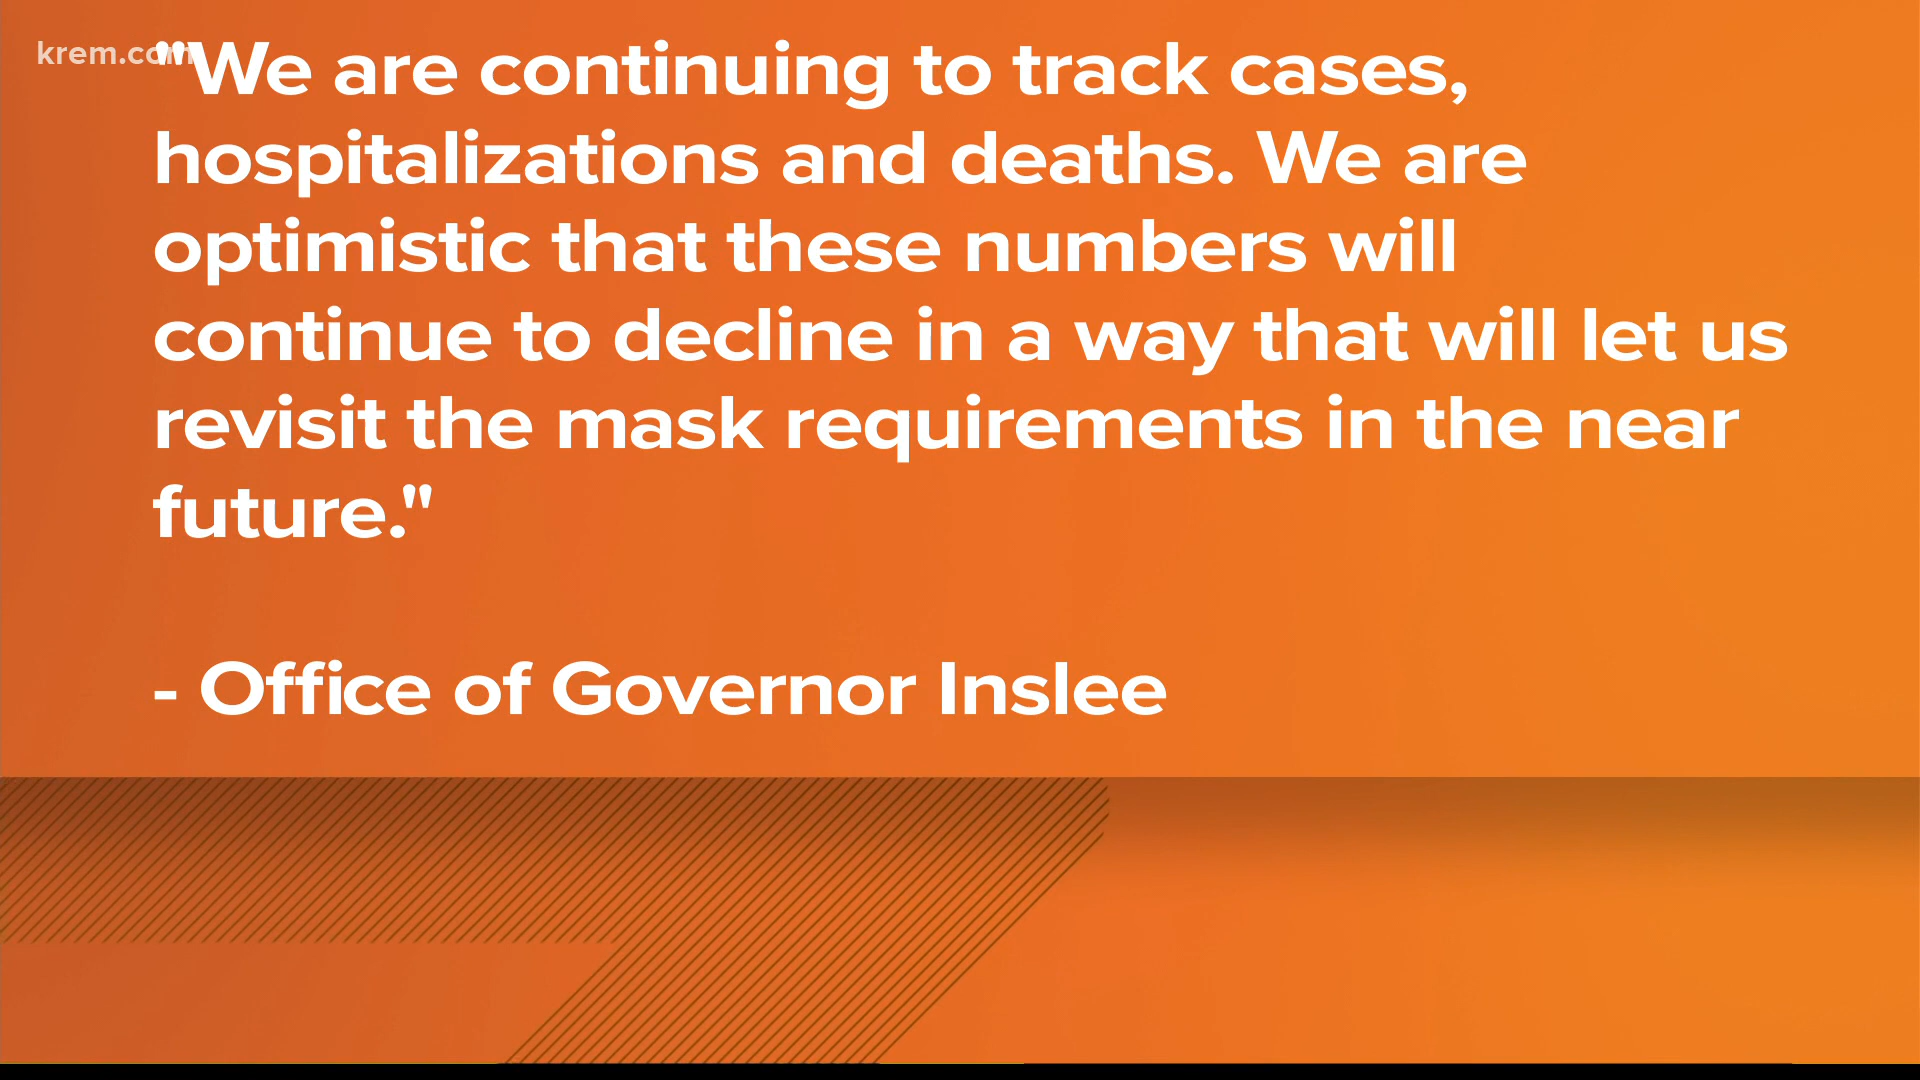 krem.com
"We are continuing to track cases,
hospitalizations and deaths. We are
optimistic that these numbers will
continue to decline in a way that will let us
revisit the mask requirements in the near
future."
- Office of Governor Inslee